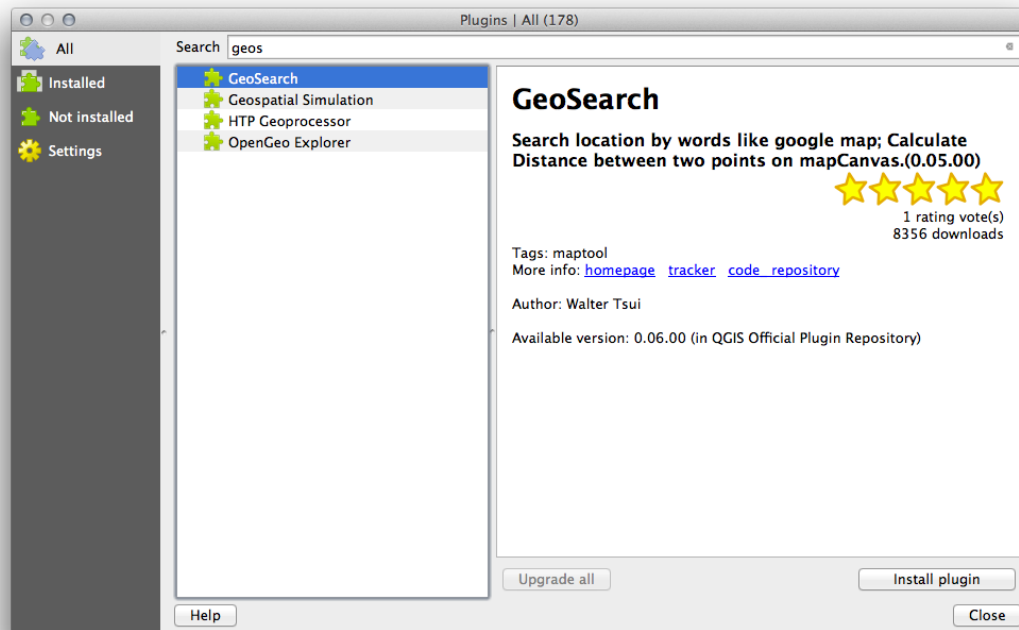 Plugins | All (178)
All
Installed
Not installed
Settings
Search geos
GeoSearch
Geospatial Simulation
HTP Geoprocessor
OpenGeo Explorer
GeoSearch
Search location by words like google map; Calculate
Distance between two points on mapCanvas.(0.05.00)
1 rating vote(s)
8356 downloads
Tags: maptool
More info: homepage tracker code repository
Author: Walter Tsui
Available version: 0.06.00 (in QGIS Official Plugin Repository)
Upgrade all
Install plugin
Help
Close